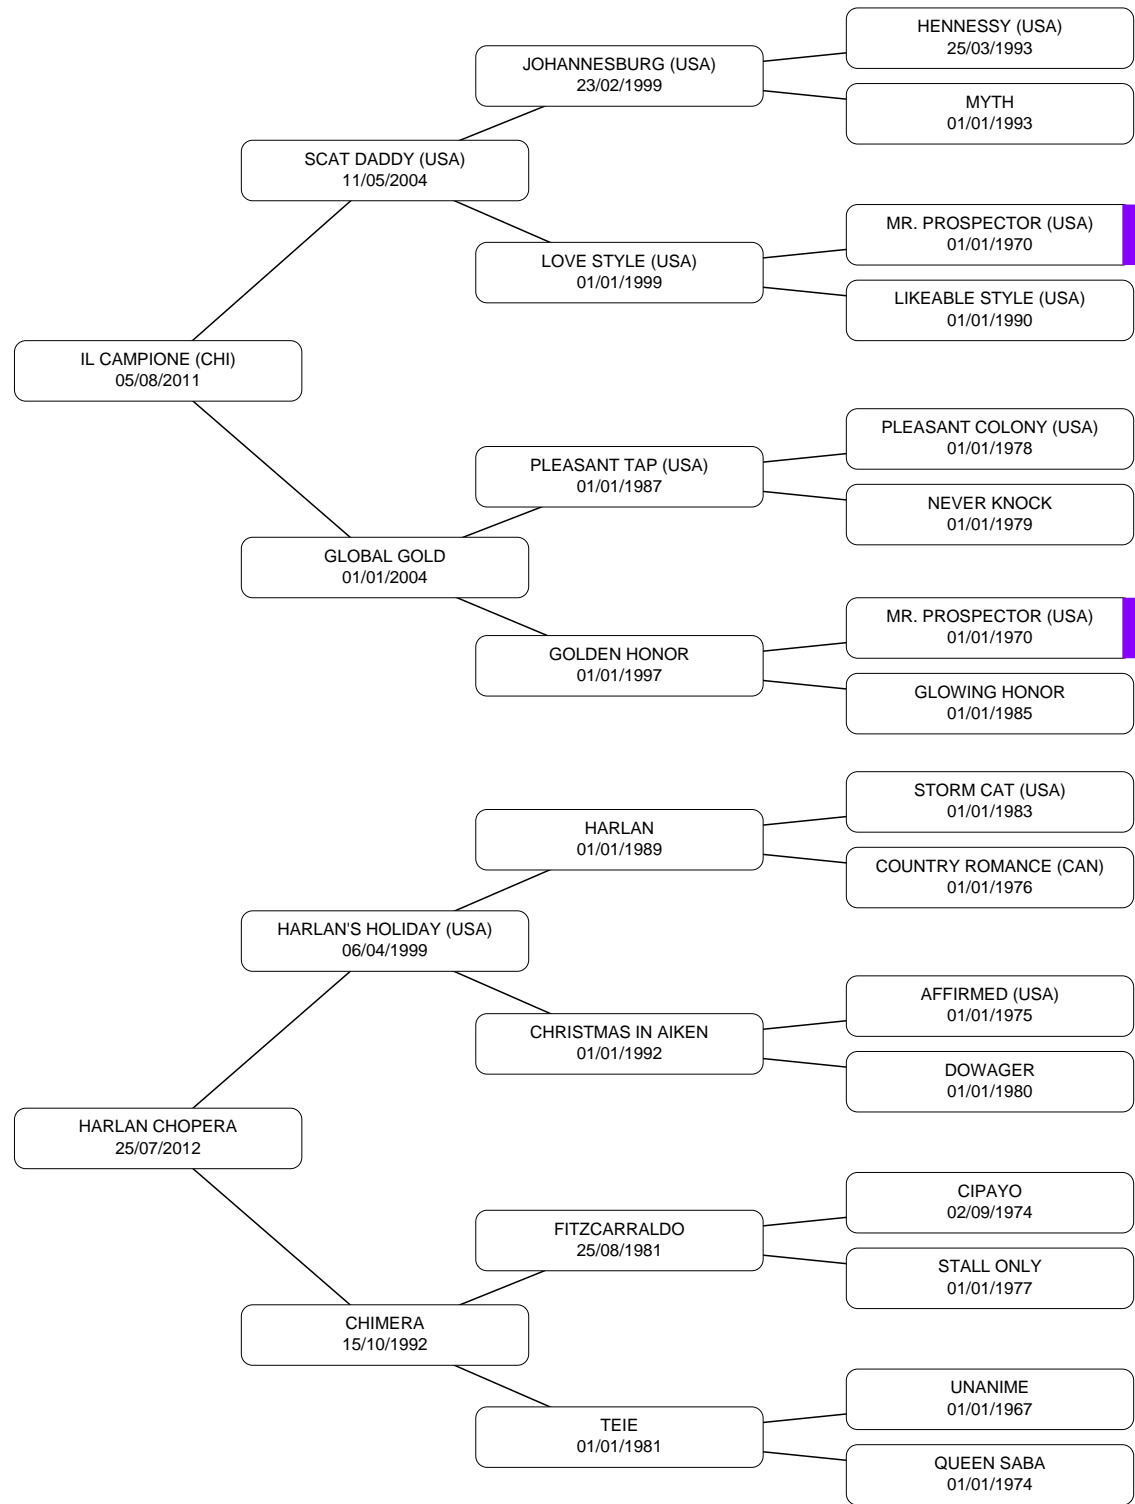 HENNESSY (USA)
25/03/1993
JOHANNESBURG (USA)
23/02/1999
MYTH
01/01/1993
SCAT DADDY (USA)
11/05/2004
MR. PROSPECTOR (USA)
01/01/1970
LOVE STYLE (USA)
01/01/1999
LIKEABLE STYLE (USA)
01/01/1990
IL CAMPIONE (CHI)
05/08/2011
PLEASANT COLONY (USA)
01/01/1978
PLEASANT TAP (USA)
01/01/1987
NEVER KNOCK
01/01/1979
GLOBAL GOLD
01/01/2004
MR. PROSPECTOR (USA)
01/01/1970
GOLDEN HONOR
01/01/1997
GLOWING HONOR
01/01/1985
STORM CAT (USA)
01/01/1983
HARLAN
01/01/1989
COUNTRY ROMANCE (CAN)
01/01/1976
HARLAN'S HOLIDAY (USA)
06/04/1999
AFFIRMED (USA)
01/01/1975
CHRISTMAS IN AIKEN
01/01/1992
DOWAGER
01/01/1980
HARLAN CHOPERA
25/07/2012
CIPAYO
02/09/1974
FITZCARRALDO
25/08/1981
STALL ONLY
01/01/1977
CHIMERA
15/10/1992
UNANIME
01/01/1967
TEIE
01/01/1981
QUEEN SABA
01/01/1974